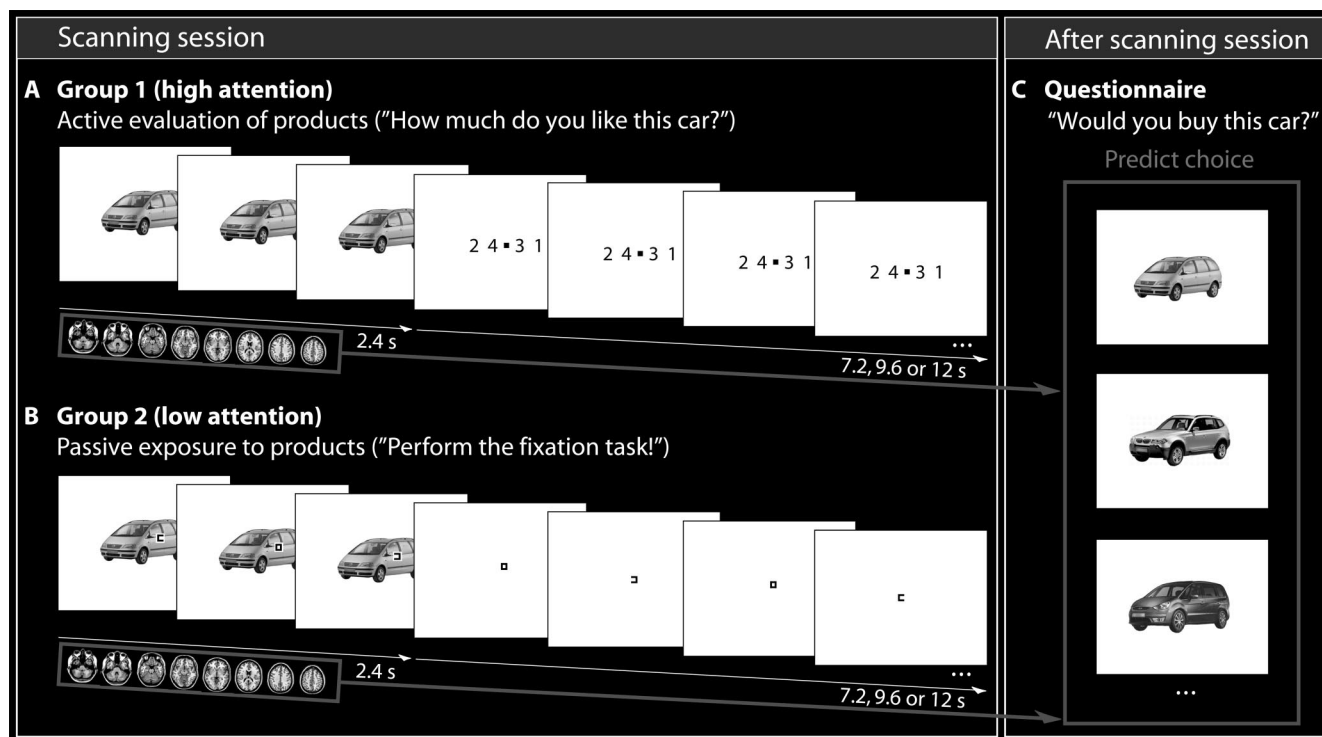 Scanning session
A Group 1 (high attention)
Active evaluation of products ("How much do you like this car?")
2 4 ▪ 3 1
2 4 ▪ 3 1
2 4 ▪ 3 1
2 4 ▪ 3 1
...
2.4 s
7.2, 9.6 or 12 s
B Group 2 (low attention)
Passive exposure to products ("Perform the fixation task!")
...
2.4 s
7.2, 9.6 or 12 s
After scanning session
C Questionnaire
“Would you buy this car?”
Predict choice
...